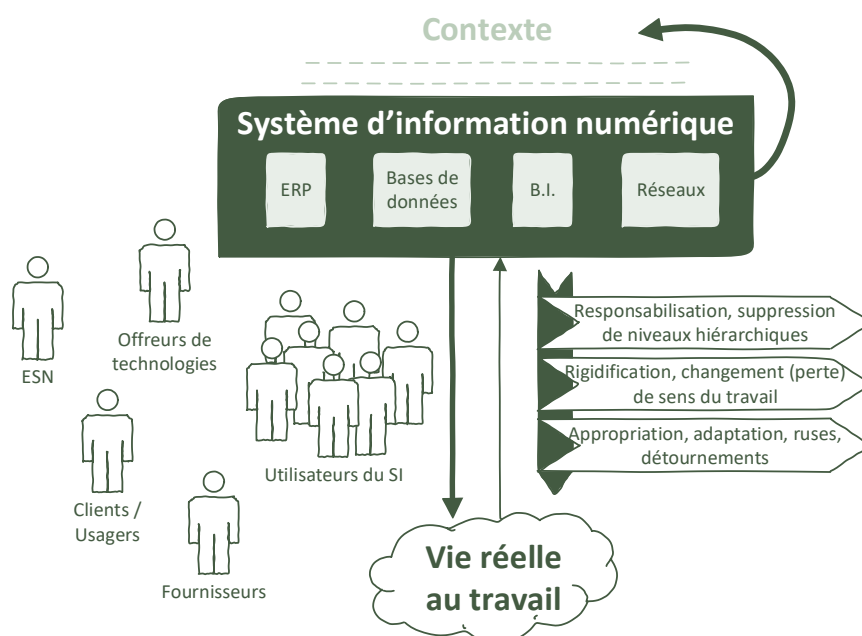 Contexte
Système d’information numérique
ERP
Bases de
données
B.I.
Réseaux
Responsabilisation, suppression
de niveaux hiérarchiques
Rigidification, changement (perte)
de sens du travail
Appropriation, adaptation, ruses,
détournements
Offreurs de
technologies
ESN
Utilisateurs du SI
Clients /
Usagers
Fournisseurs
Vie réelle
au travail